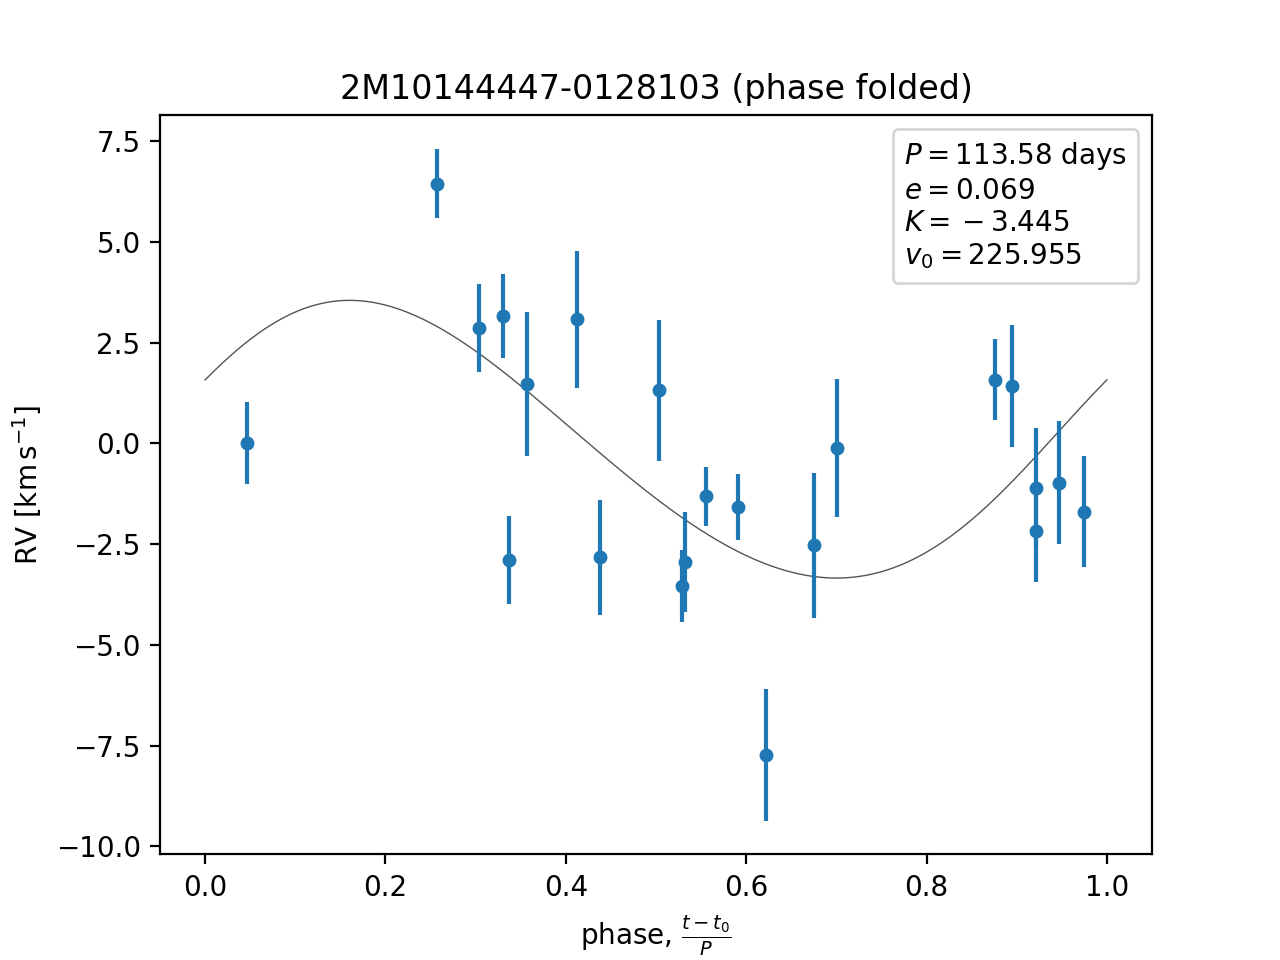 2M10144447-0128103 (phase folded)
P = 113.58 days
e = 0.069
K = − 3.445
v₀ = 225.955
7.5
5.0
2.5
0.0
−2.5
−5.0
−7.5
−10.0
RV [km s⁻¹]
0.0 0.2 0.4 0.6 0.8 1.0
phase, (t − t₀)/P